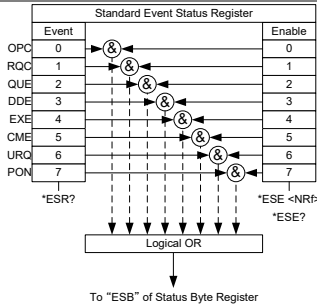 Standard Event Status Register
Event Enable
OPC 0 & 0
RQC 1 & 1
QUE 2 & 2
DDE 3 & 3
EXE 4 & 4
CME 5 & 5
URQ 6 & 6
PON 7 & 7
*ESR? *ESE <NRf>
*ESE?
Logical OR
To “ESB” of Status Byte Register